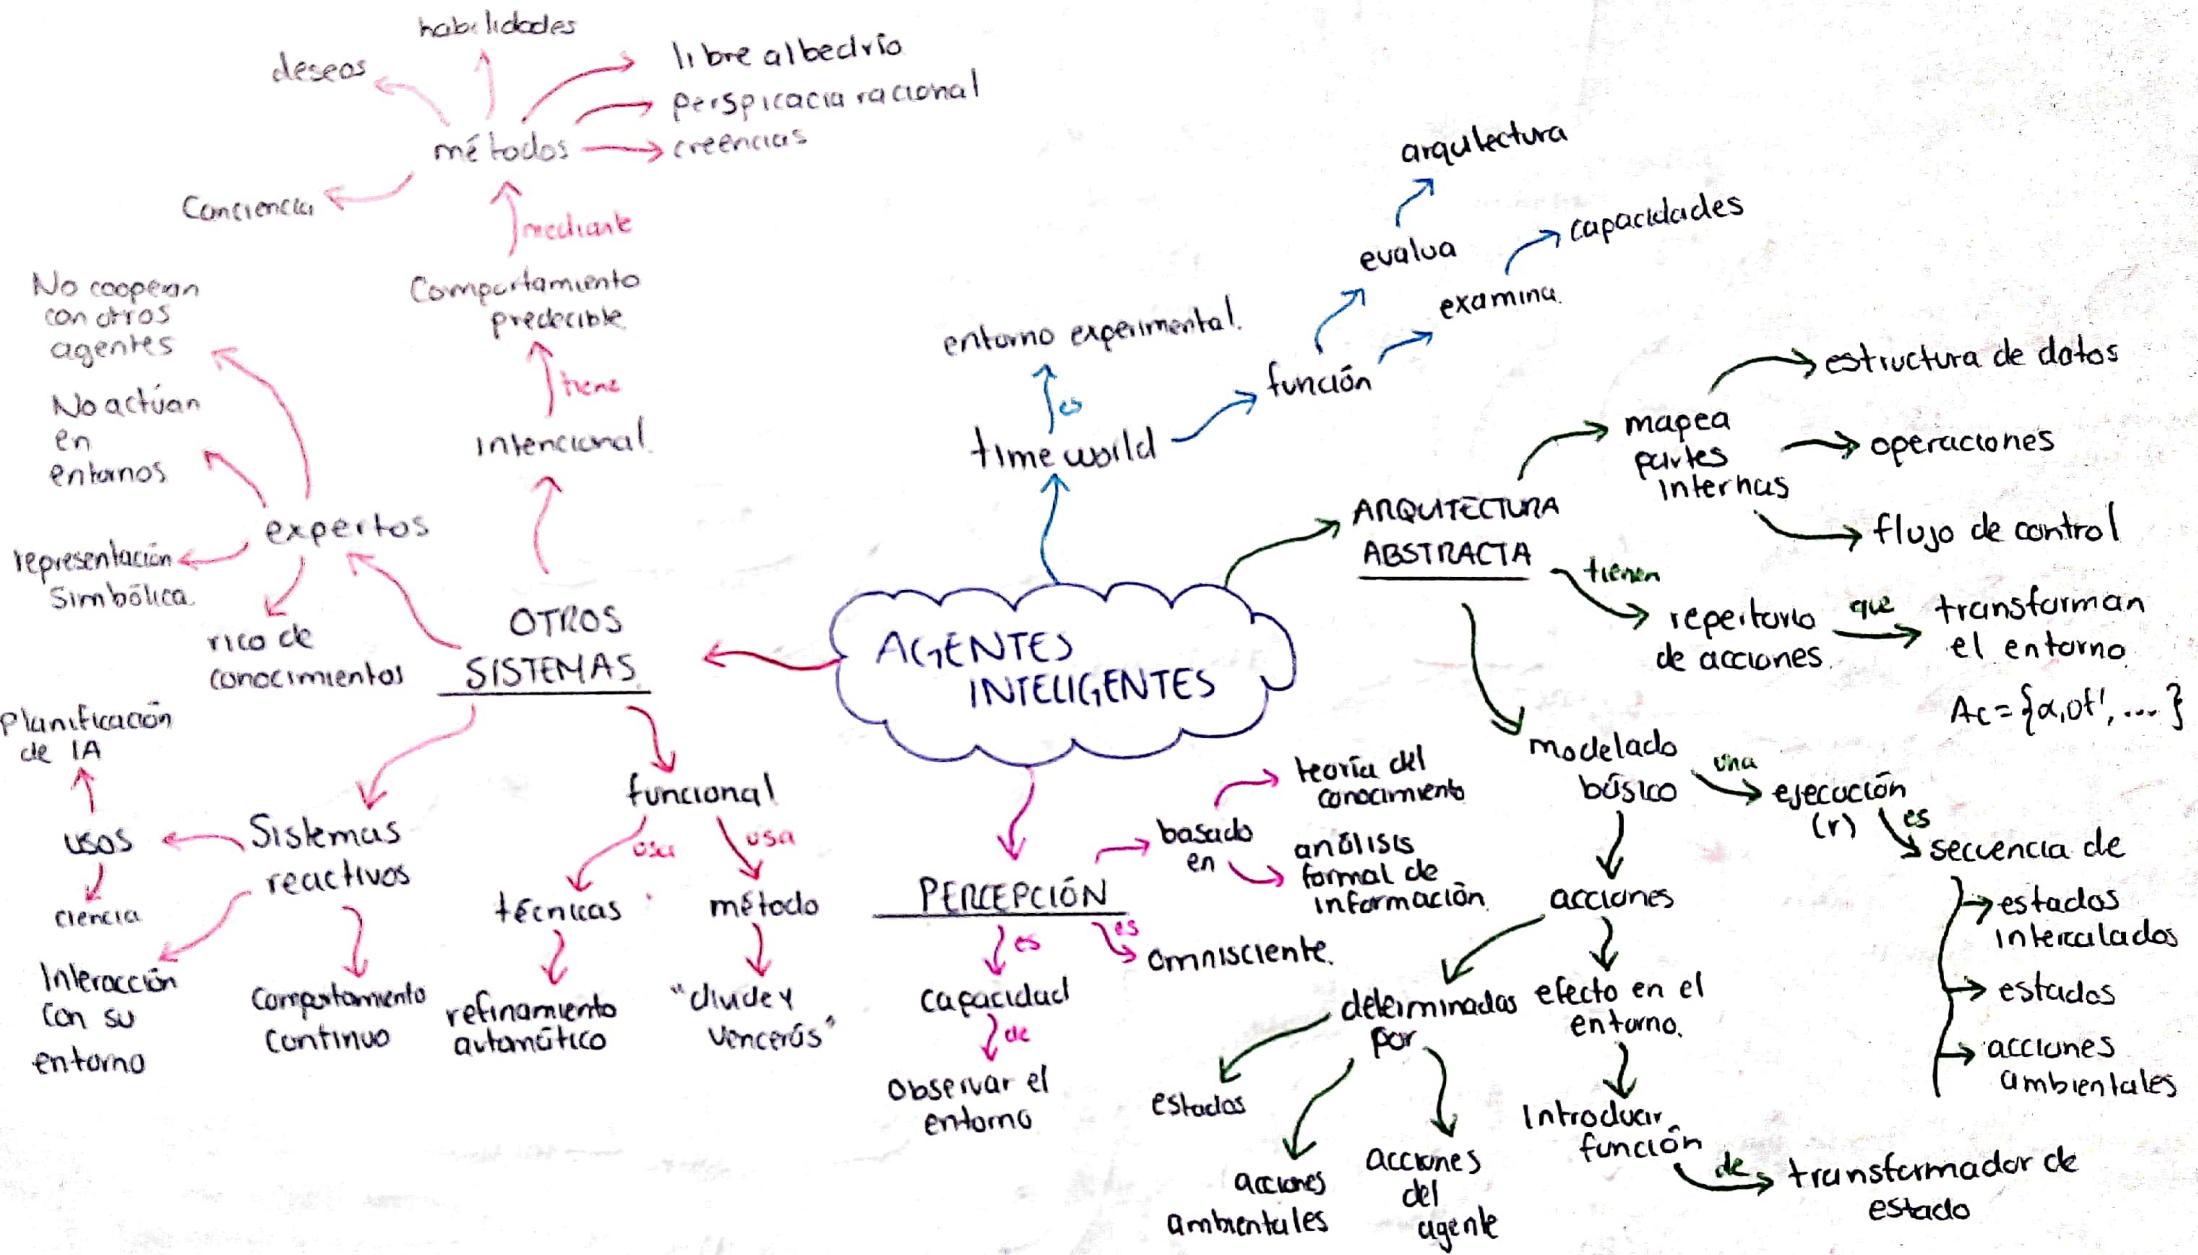 habilidades
deseos
libre albedrío
perspicacia racional
métodos
creencias
Conciencia
mediante
Comportamiento
predecible
tiene
intencional
No cooperan
con otros
agentes
No actúan
en
entornos
expertos
representación
Simbólica
rico de
conocimientos
OTROS
SISTEMAS
Planificación
de IA
usos
ciencia
Sistemas
reactivos
Interacción
con su
entorno
Comportamiento
Continuo
funcional
usa
usa
técnicas
método
refinamiento
automático
"divide y
Vencerás"
AGENTES
INTELIGENTES
time world
es
entorno experimental.
función
evalua
arquitectura
examina.
capacidades
ARQUITECTURA
ABSTRACTA
mapea
partes
internas
estructura de datos
operaciones
flujo de control
tienen
repertorio
de acciones
que
transforman
el entorno
modelado
básico
una
ejecución
(r)
es
secuencia de
estados
intercalados
estados
acciones
ambientales
acciones
determinadas
por
estados
acciones
ambientales
acciones
del
agente
efecto en el
entorno.
Introducir
función
de
transformador de
estado
PERCEPCIÓN
basado
en
teoría del
conocimiento
análisis
formal de
información
es
omnisciente.
es
Capacidad
de
Observar el
entorno